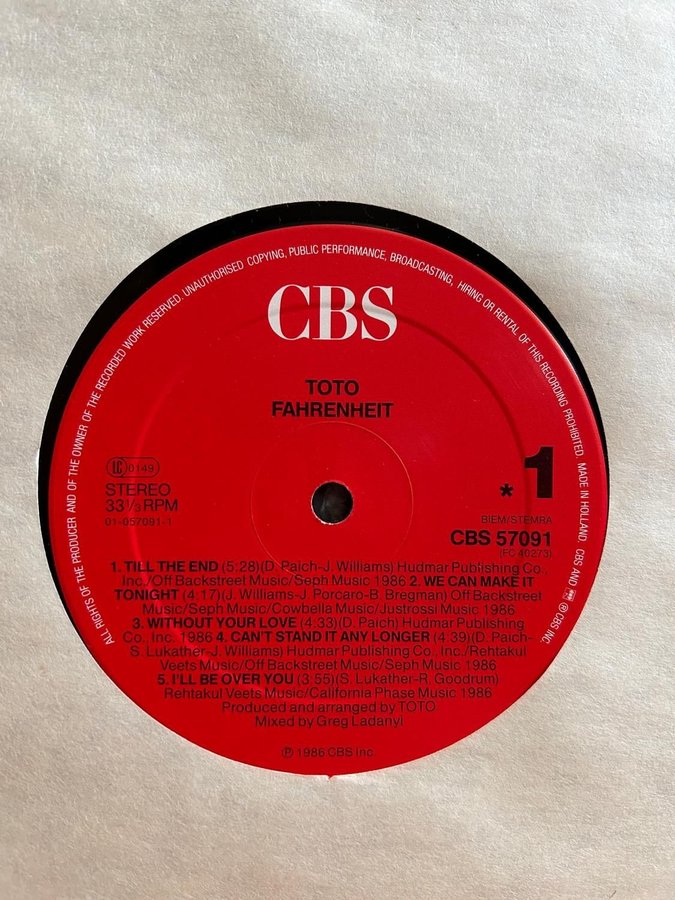 ALL RIGHTS OF THE PRODUCER AND OF THE OWNER OF THE RECORDED WORK RESERVED. UNAUTHORISED COPYING, PUBLIC PERFORMANCE, BROADCASTING, HIRING OR RENTAL OF THIS RECORDING PROHIBITED. MADE IN HOLLAND. CBS AND ℗ CBS INC.
CBS
TOTO
FAHRENHEIT
LC 0149
STEREO
33⅓ RPM
01-057091-1
* 1
BIEM/STEMRA
CBS 57091
(FC 40273)
1. TILL THE END (5:28)(D. Paich-J. Williams) Hudmar Publishing Co.,
Inc./Off Backstreet Music/Seph Music 1986 2. WE CAN MAKE IT
TONIGHT (4:17)(J. Williams-J. Porcaro-B. Bregman) Off Backstreet
Music/Seph Music/Cowbella Music/Justrossi Music 1986
3. WITHOUT YOUR LOVE (4:33)(D. Paich) Hudmar Publishing
Co., Inc. 1986 4. CAN'T STAND IT ANY LONGER (4:39)(D. Paich-
S. Lukather-J. Williams) Hudmar Publishing Co., Inc./Rehtakul
Veets Music/Off Backstreet Music/Seph Music 1986
5. I'LL BE OVER YOU (3:55)(S. Lukather-R. Goodrum)
Rehtakul Veets Music/California Phase Music 1986
Produced and arranged by TOTO
Mixed by Greg Ladanyi
℗ 1986 CBS Inc.